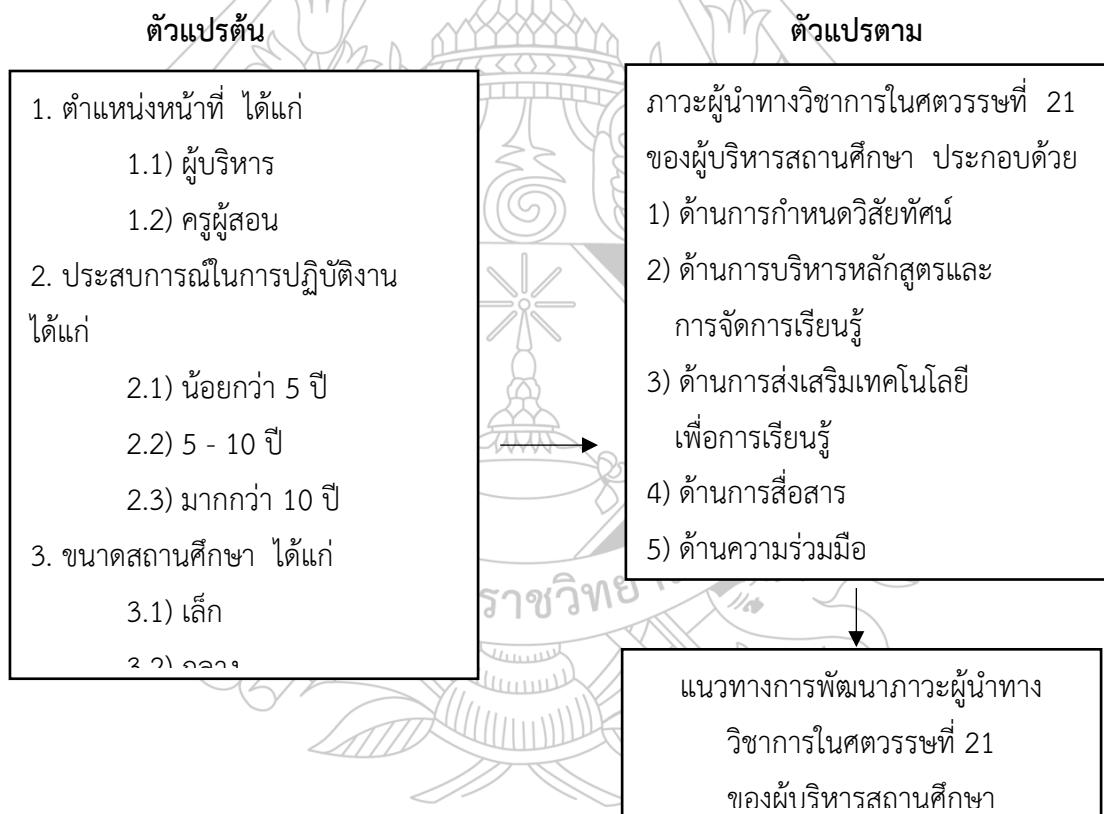 ตัวแปรต้น
1. ตำแหน่งหน้าที่ ได้แก่
1.1) ผู้บริหาร
1.2) ครูผู้สอน
2. ประสบการณ์ในการปฏิบัติงาน
ได้แก่
2.1) น้อยกว่า 5 ปี
2.2) 5 - 10 ปี
2.3) มากกว่า 10 ปี
3. ขนาดสถานศึกษา ได้แก่
3.1) เล็ก
3.2) กลาง
ตัวแปรตาม
ภาวะผู้นำทางวิชาการในศตวรรษที่ 21
ของผู้บริหารสถานศึกษา ประกอบด้วย
1) ด้านการกำหนดวิสัยทัศน์
2) ด้านการบริหารหลักสูตรและ
การจัดการเรียนรู้
3) ด้านการส่งเสริมเทคโนโลยี
เพื่อการเรียนรู้
4) ด้านการสื่อสาร
5) ด้านความร่วมมือ
แนวทางการพัฒนาภาวะผู้นำทาง
วิชาการในศตวรรษที่ 21
ของผู้บริหารสถานศึกษา
ราชวิทย